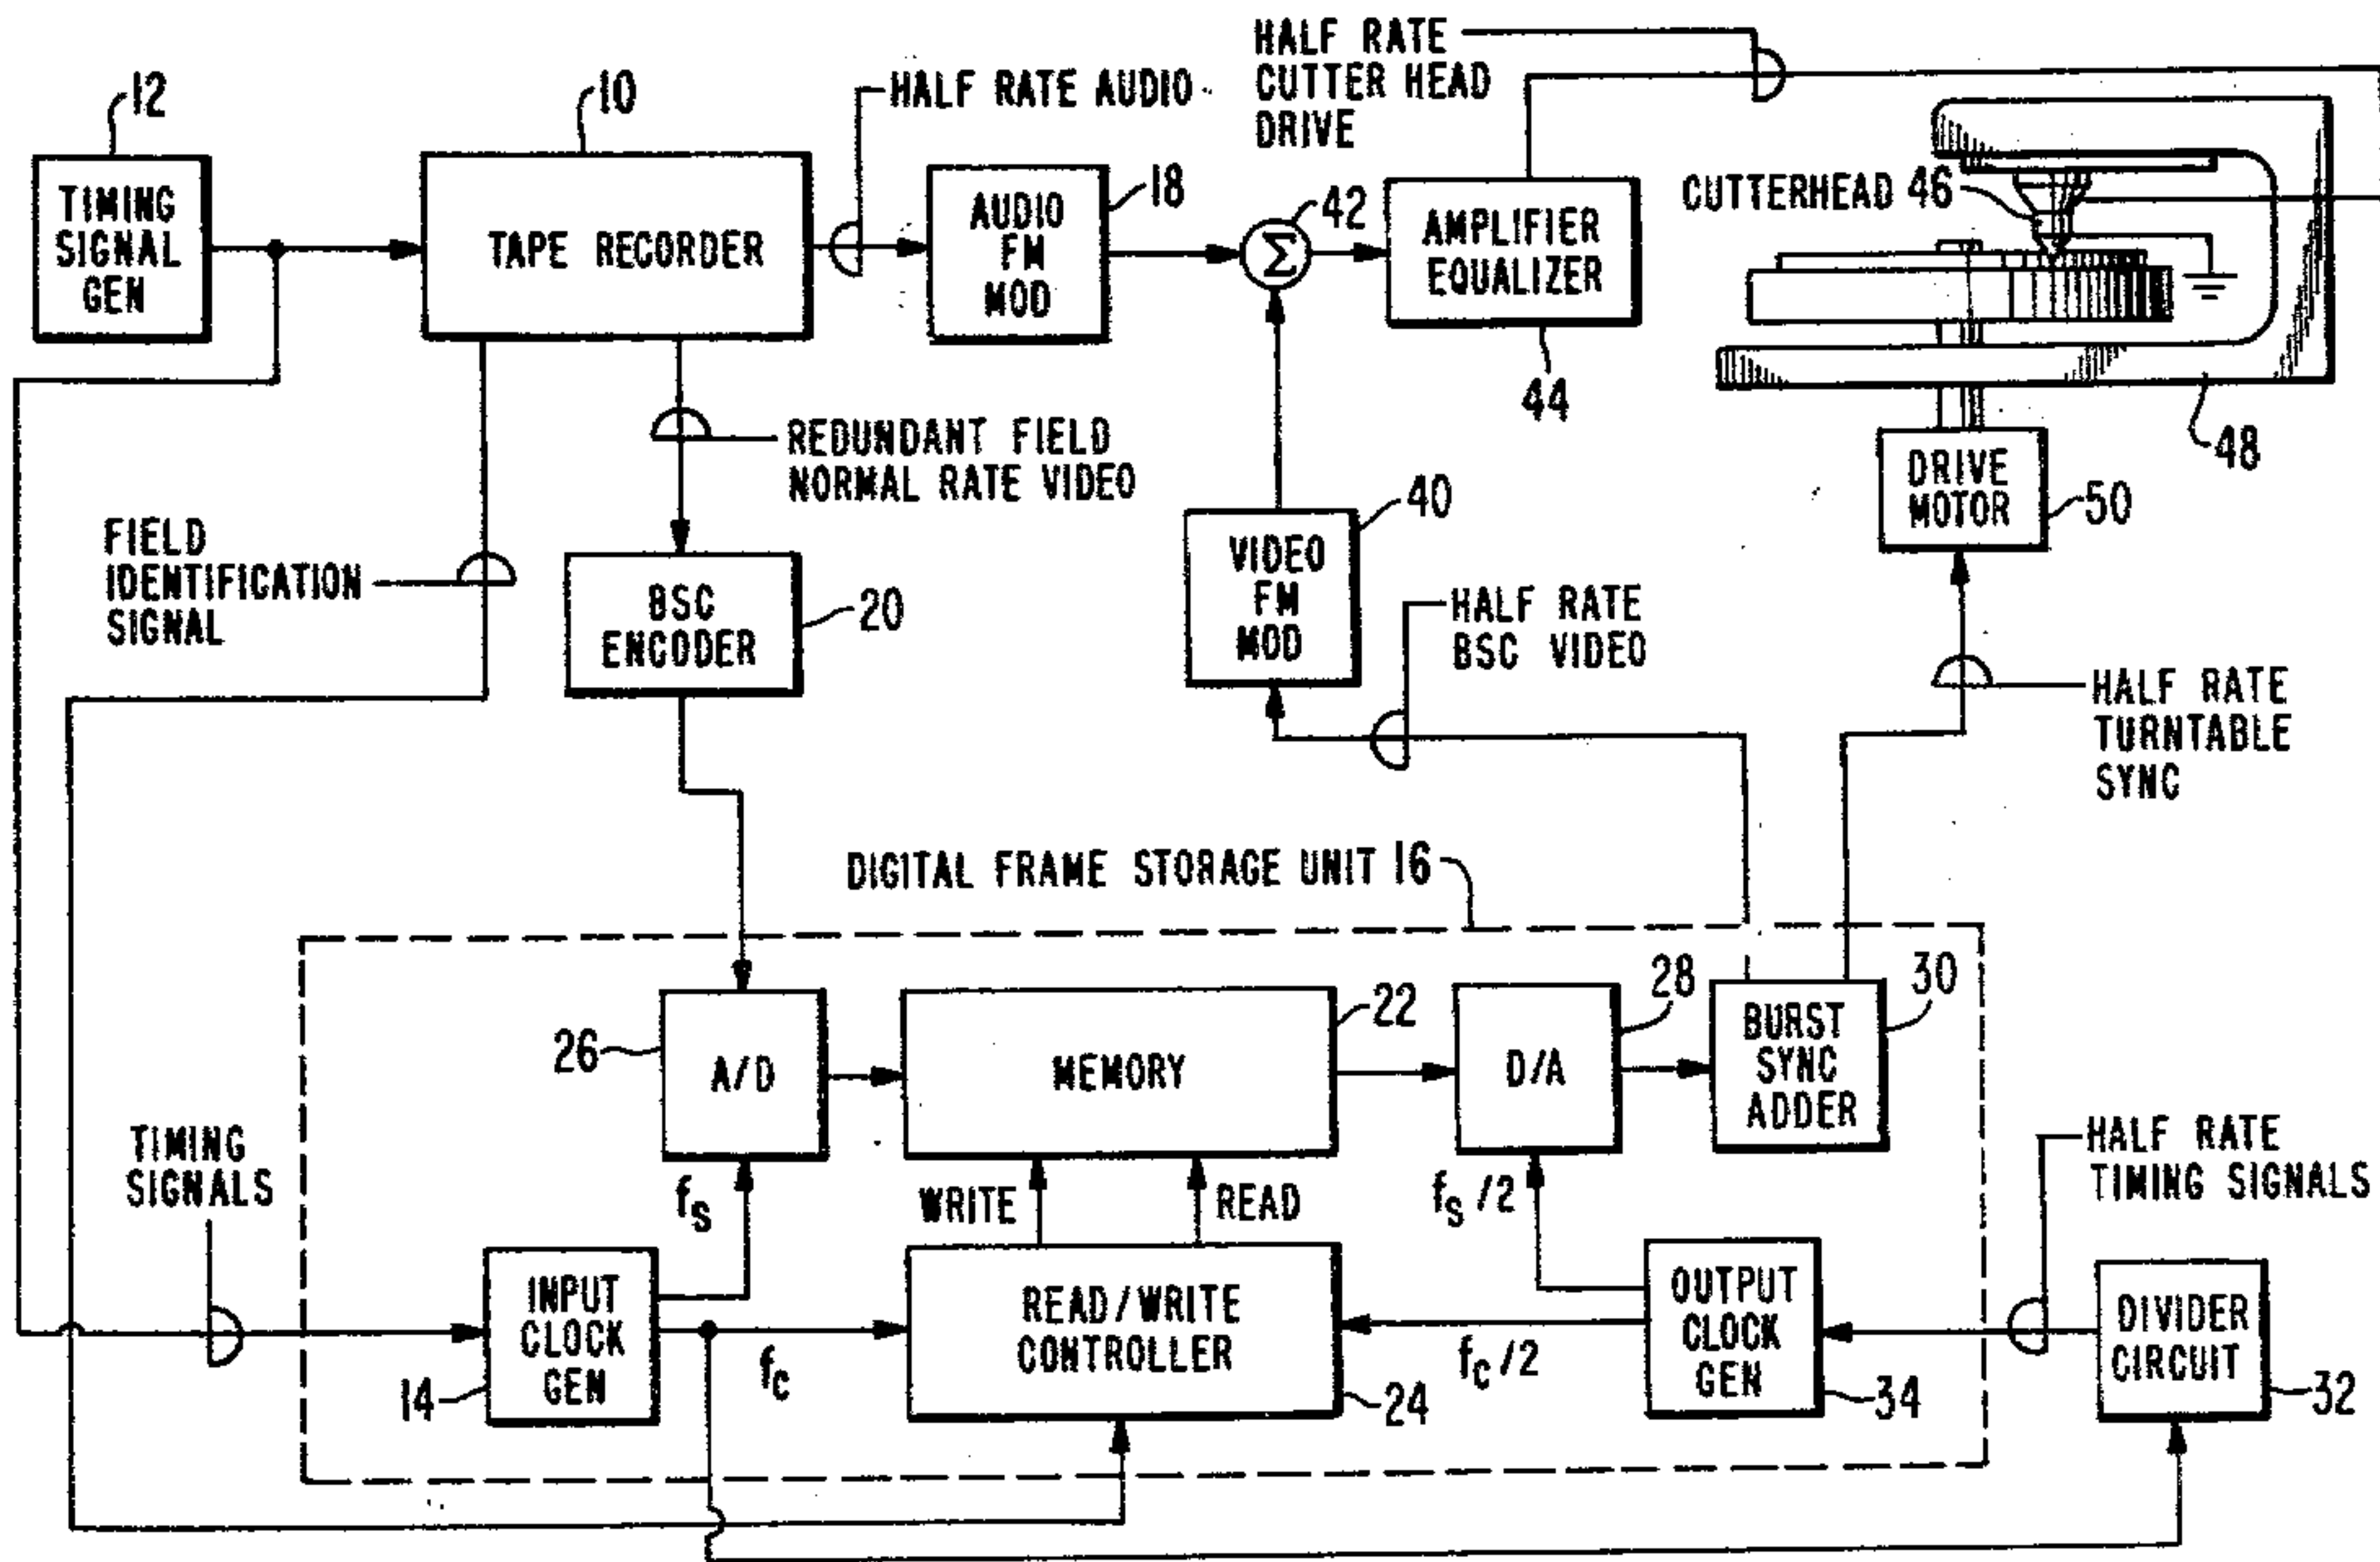 HALF RATE
CUTTER HEAD
DRIVE
12
10
HALF RATE AUDIO
TIMING
SIGNAL
GEN
TAPE RECORDER
AUDIO
FM
MOD
18
Σ
42
AMPLIFIER
EQUALIZER
44
CUTTERHEAD 46
48
DRIVE
MOTOR
50
REDUNDANT FIELD
NORMAL RATE VIDEO
FIELD
IDENTIFICATION
SIGNAL
BSC
ENCODER
20
VIDEO
FM
MOD
40
HALF RATE
BSC VIDEO
HALF RATE
TURNTABLE
SYNC
DIGITAL FRAME STORAGE UNIT 16
26
A/D
MEMORY
22
D/A
28
BURST
SYNC
ADDER
30
TIMING
SIGNALS
fs
WRITE
READ
fs/2
HALF RATE
TIMING SIGNALS
INPUT
CLOCK
GEN
14
fc
READ/WRITE
CONTROLLER
24
fc/2
OUTPUT
CLOCK
GEN
34
DIVIDER
CIRCUIT
32